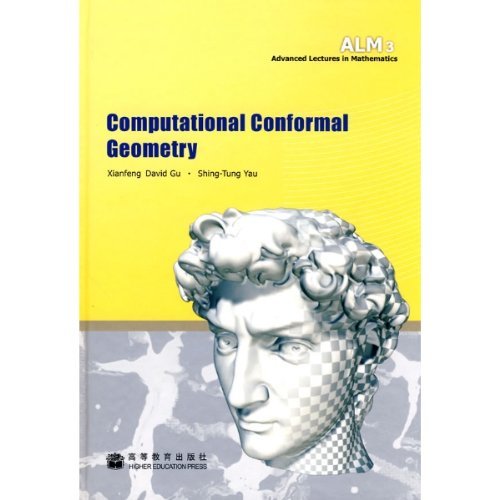 ALM 3
Advanced Lectures in Mathematics
Computational Conformal
Geometry
Xianfeng David Gu • Shing-Tung Yau
高等教育出版社
HIGHER EDUCATION PRESS